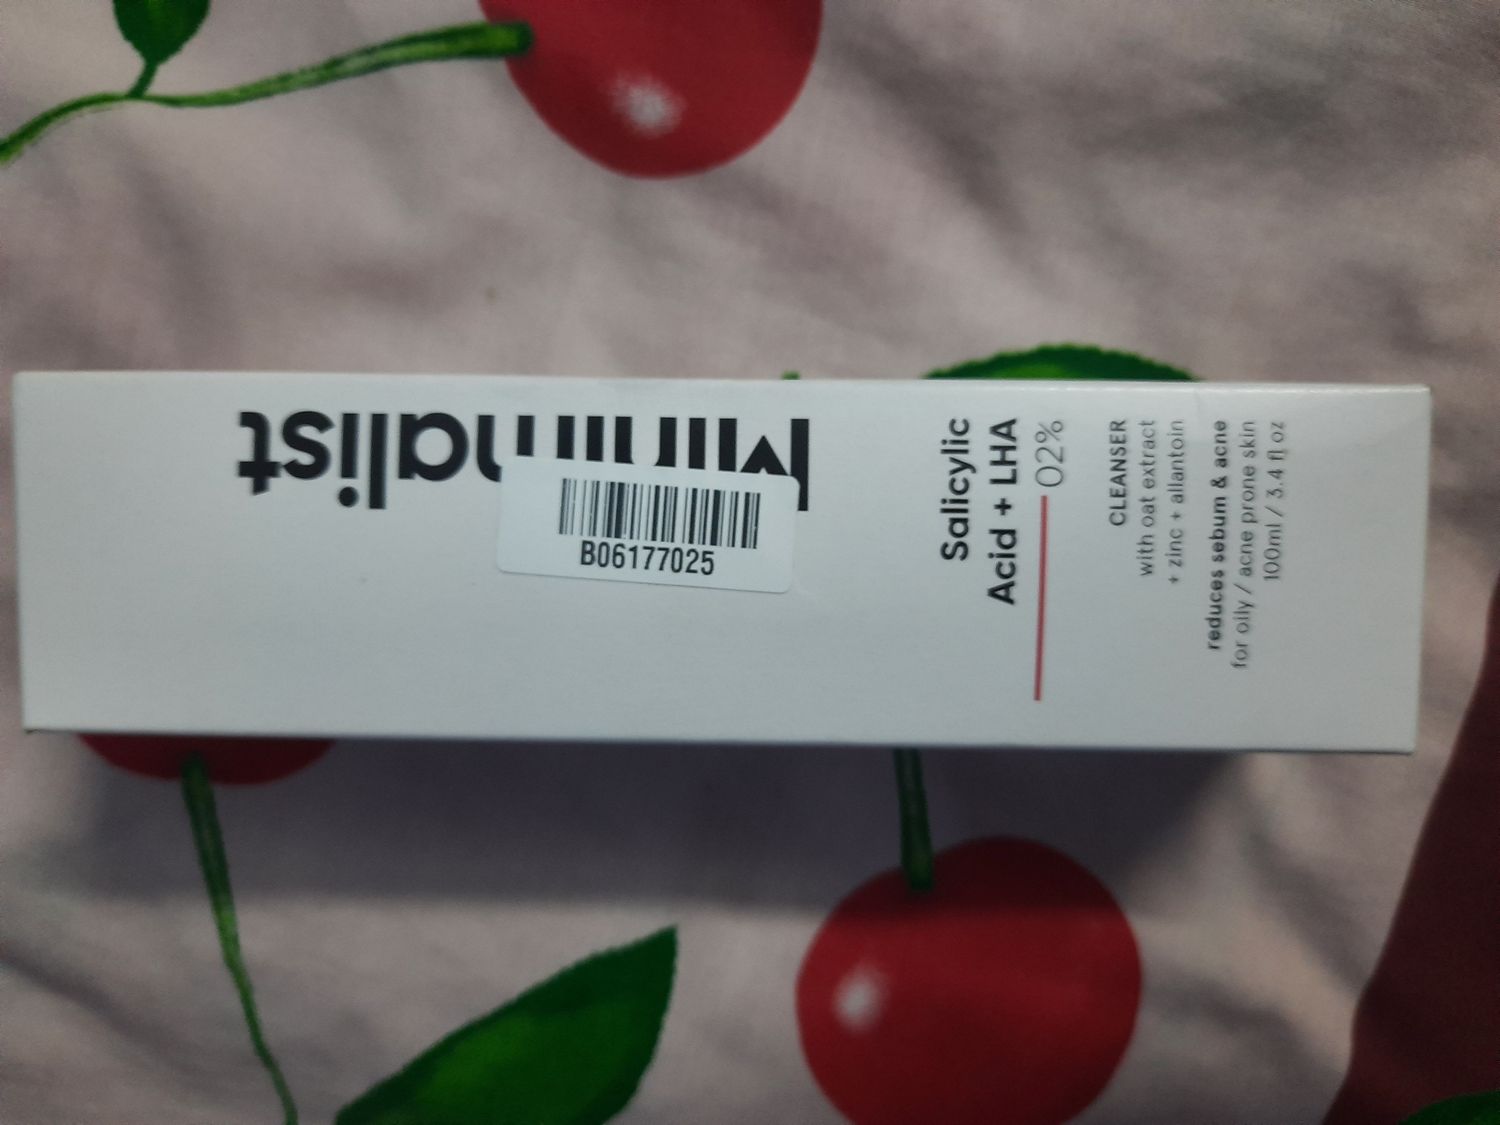 Minimalist
B06177025
Salicylic
Acid + LHA
02%
CLEANSER
with oat extract
+ zinc + allantoin
reduces sebum & acne
for oily / acne prone skin
100ml / 3.4 fl oz